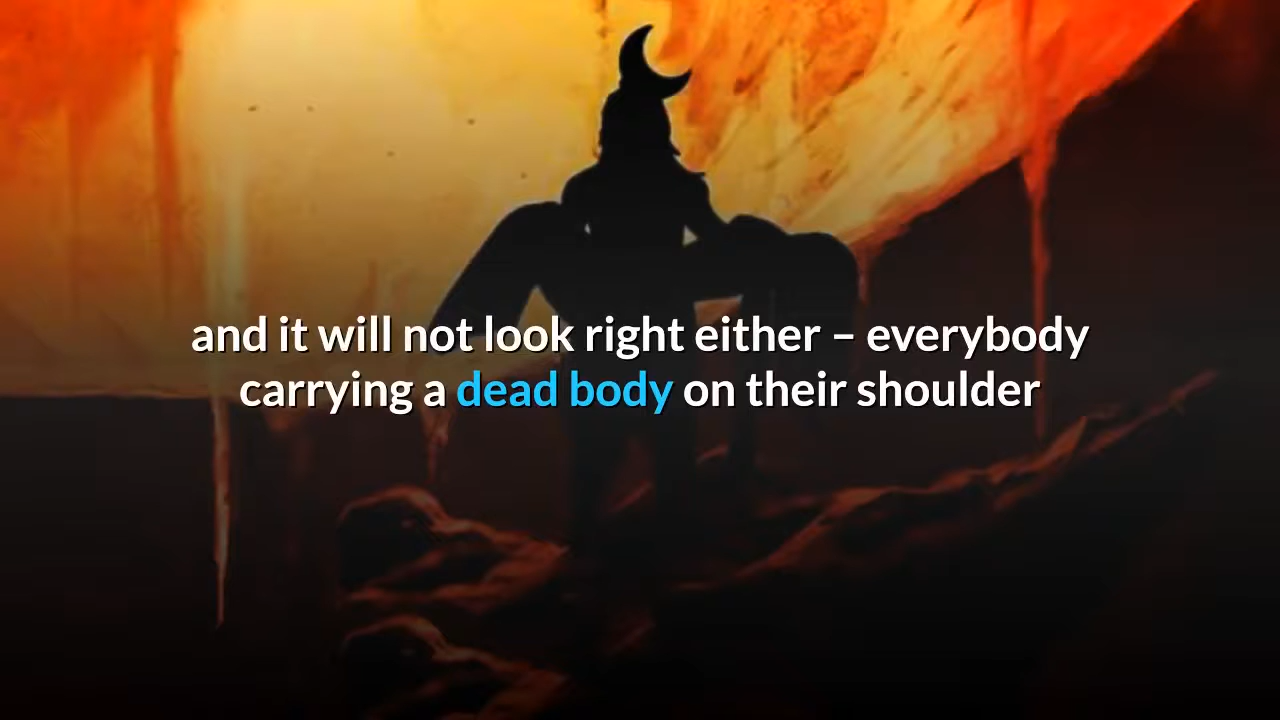 and it will not look right either – everybody
carrying a dead body on their shoulder